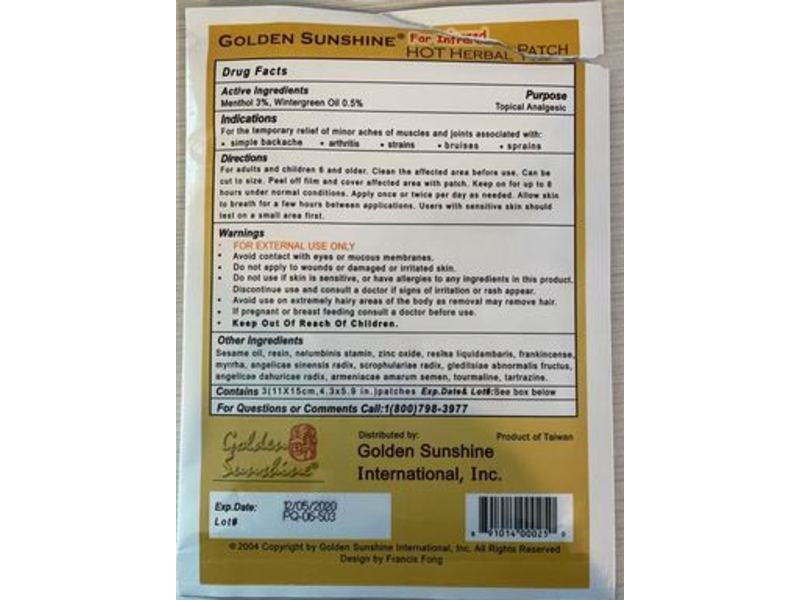 GOLDEN SUNSHINE® Far Infrared
HOT HERBAL PATCH
Drug Facts
Active Ingredients Purpose
Menthol 3%, Wintergreen Oil 0.5% Topical Analgesic
Indications
For the temporary relief of minor aches of muscles and joints associated with:
• simple backache • arthritis • strains • bruises • sprains
Directions
For adults and children 6 and older. Clean the affected area before use. Can be
cut to size. Peel off film and cover affected area with patch. Keep on for up to 8
hours under normal conditions. Apply once or twice per day as needed. Allow skin
to breath for a few hours between applications. Users with sensitive skin should
test on a small area first.
Warnings
• FOR EXTERNAL USE ONLY
• Avoid contact with eyes or mucous membranes.
• Do not apply to wounds or damaged or irritated skin.
• Do not use if skin is sensitive, or have allergies to any ingredients in this product.
Discontinue use and consult a doctor if signs of irritation or rash appear.
• Avoid use on extremely hairy areas of the body as removal may remove hair.
• If pregnant or breast feeding consult a doctor before use.
• Keep Out Of Reach Of Children.
Other Ingredients
Sesame oil, resin, nelumbinis stamin, zinc oxide, resika liquidambaris, frankincense,
myrrha, angelicae sinensis radix, scrophulariae radix, gleditsiae abnormalis fructus,
angelicae dahuricae radix, armeniacae amarum semen, tourmaline, tartrazine.
Contains 3(11X15cm,4.3x5.9 in.)patches Exp.Date& Lot#:See box below
For Questions or Comments Call:1(800)798-3977
Golden
Sunshine®
Distributed by: Product of Taiwan
Golden Sunshine
International, Inc.
Exp.Date: 12/05/2020
Lot# PQ-06-503
8 91014 00025 0
© 2004 Copyright by Golden Sunshine International, Inc. All Rights Reserved
Design by Francis Fong